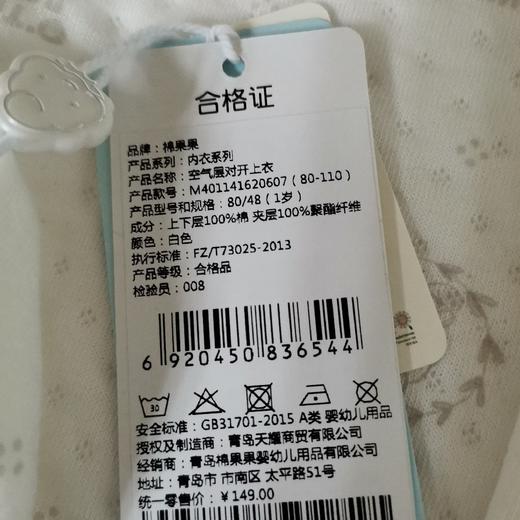 合格证
品牌：棉果果
产品系列：内衣系列
产品名称：空气层对开上衣
产品款号：M401141620607（80-110）
产品型号和规格：80/48（1岁）
成分：上下层100%棉 夹层100%聚酯纤维
颜色：白色
执行标准：FZ/T73025-2013
产品等级：合格品
检验员：008
6 920450 836544
30
安全标准：GB31701-2015 A类 婴幼儿用品
授权及制造商：青岛天耀商贸有限公司
经销商：青岛棉果果婴幼儿用品有限公司
地址：青岛市 市南区 太平路51号
统一零售价：￥149.00